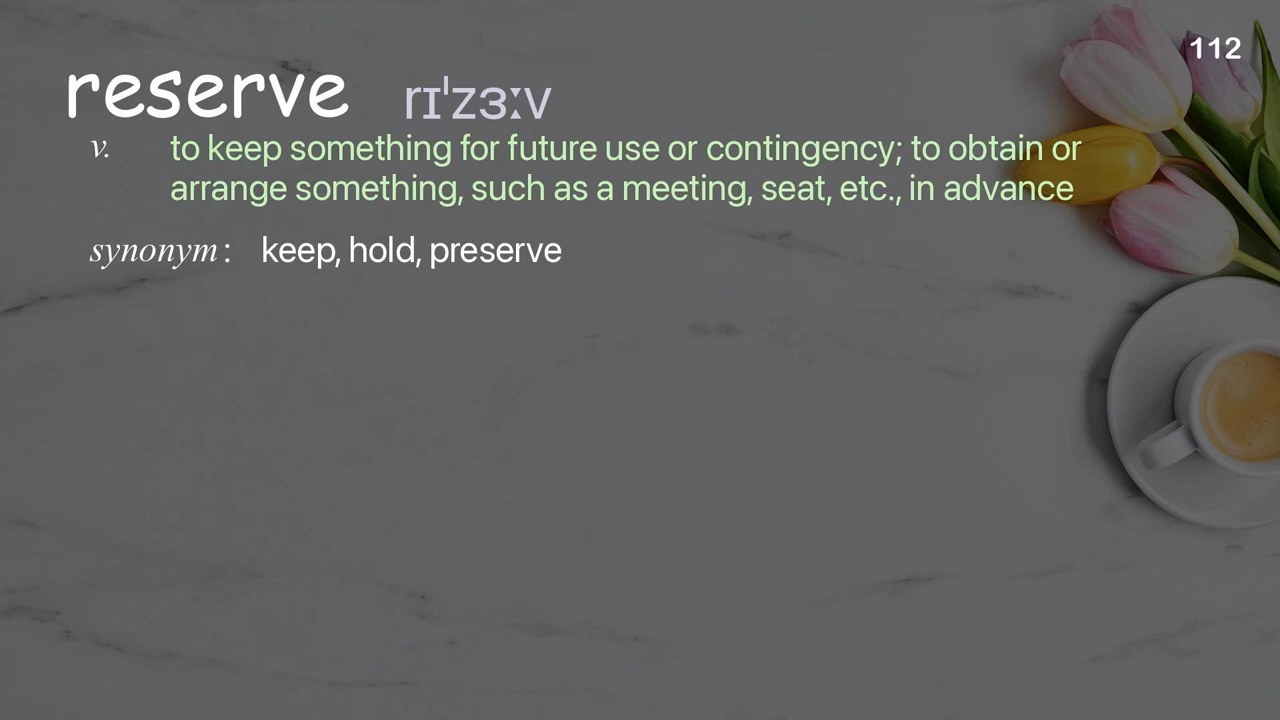 112
reserve rɪˈzɜːv
v. to keep something for future use or contingency; to obtain or
arrange something, such as a meeting, seat, etc., in advance
synonym : keep, hold, preserve